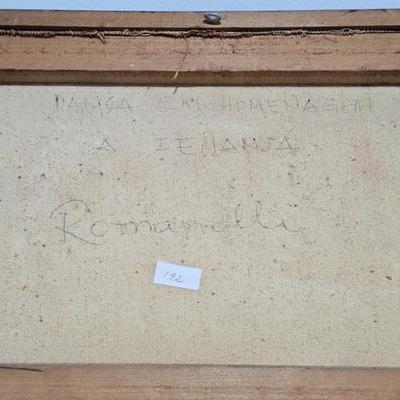 DANÇA EM HOMENAGEM
A IEMANJA
Romanelli
192